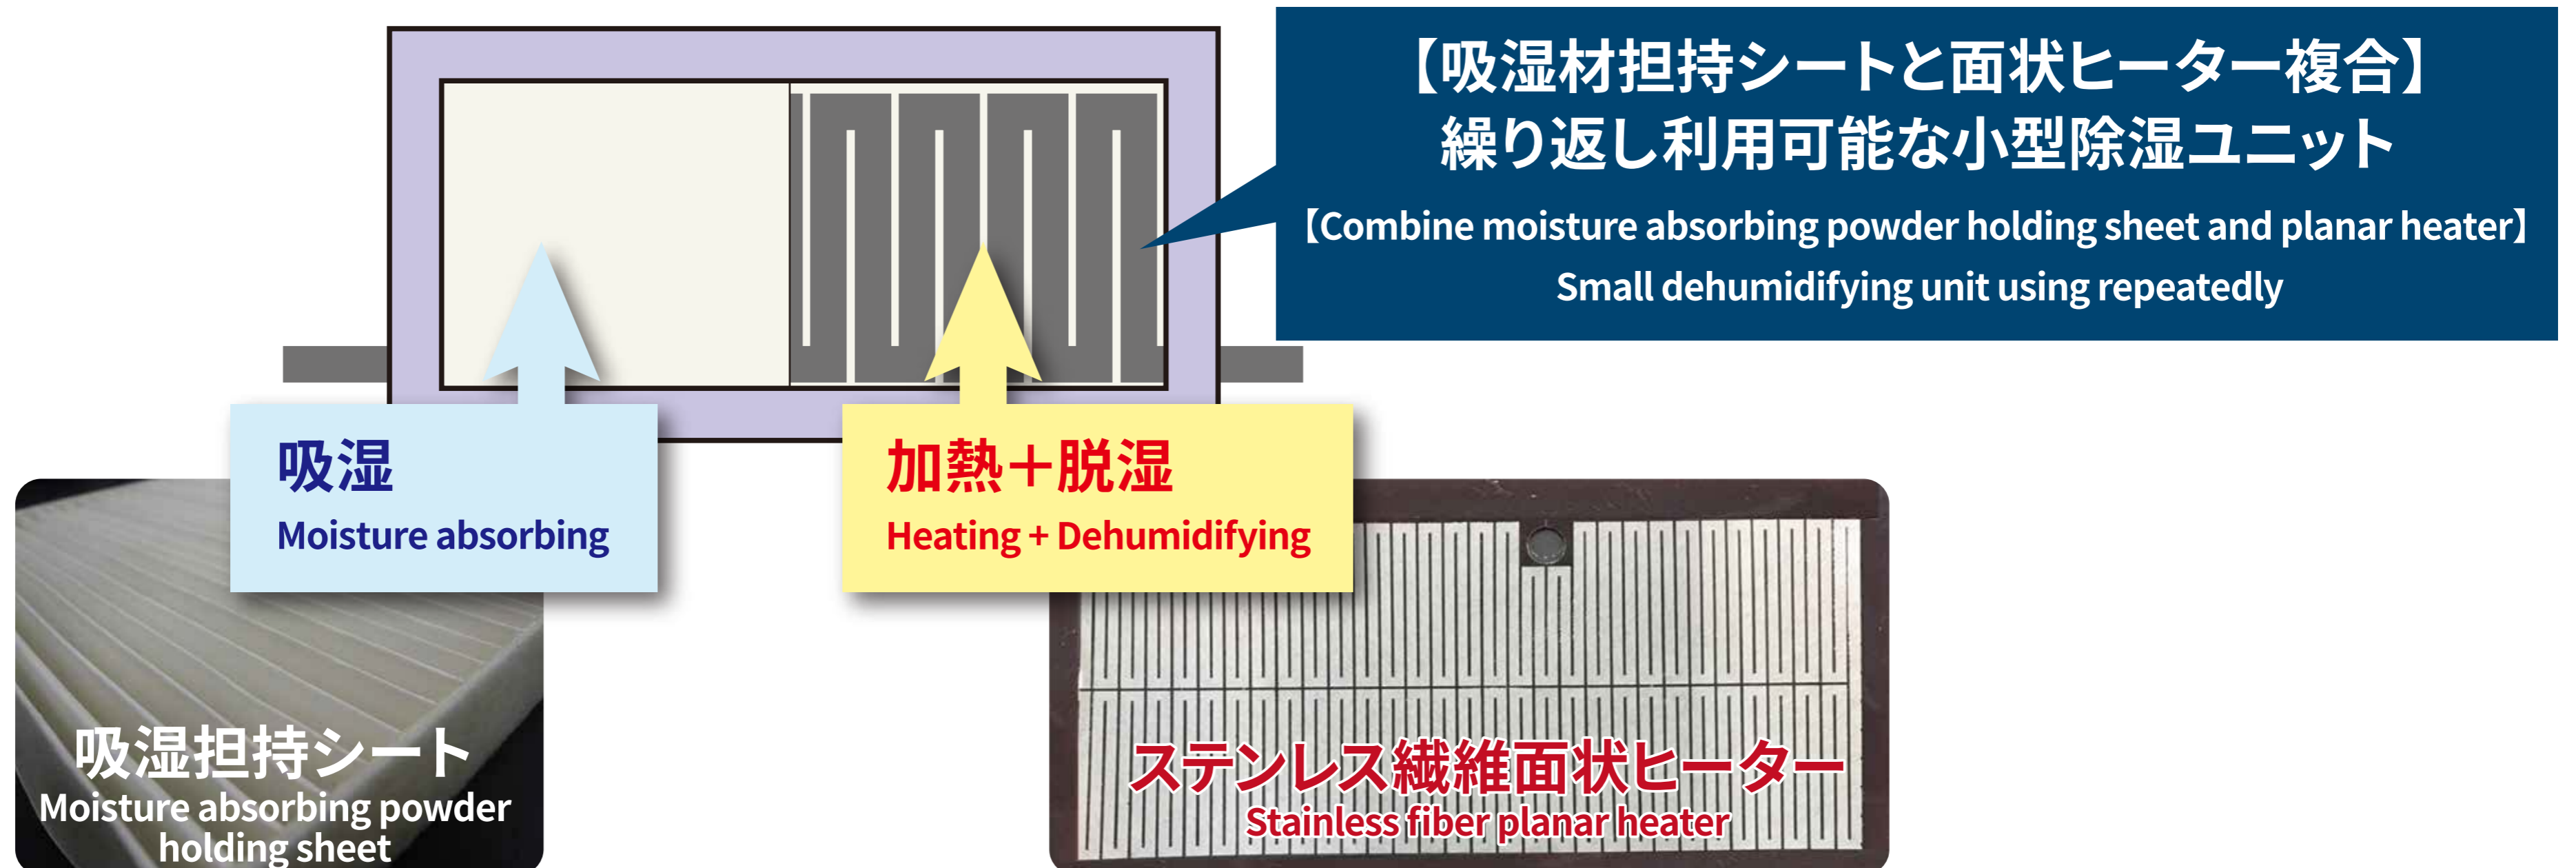 【吸湿材担持シートと面状ヒーター複合】
繰り返し利用可能な小型除湿ユニット
【Combine moisture absorbing powder holding sheet and planar heater】
Small dehumidifying unit using repeatedly
吸湿
Moisture absorbing
加熱＋脱湿
Heating + Dehumidifying
吸湿担持シート
Moisture absorbing powder
holding sheet
ステンレス繊維面状ヒーター
Stainless fiber planar heater